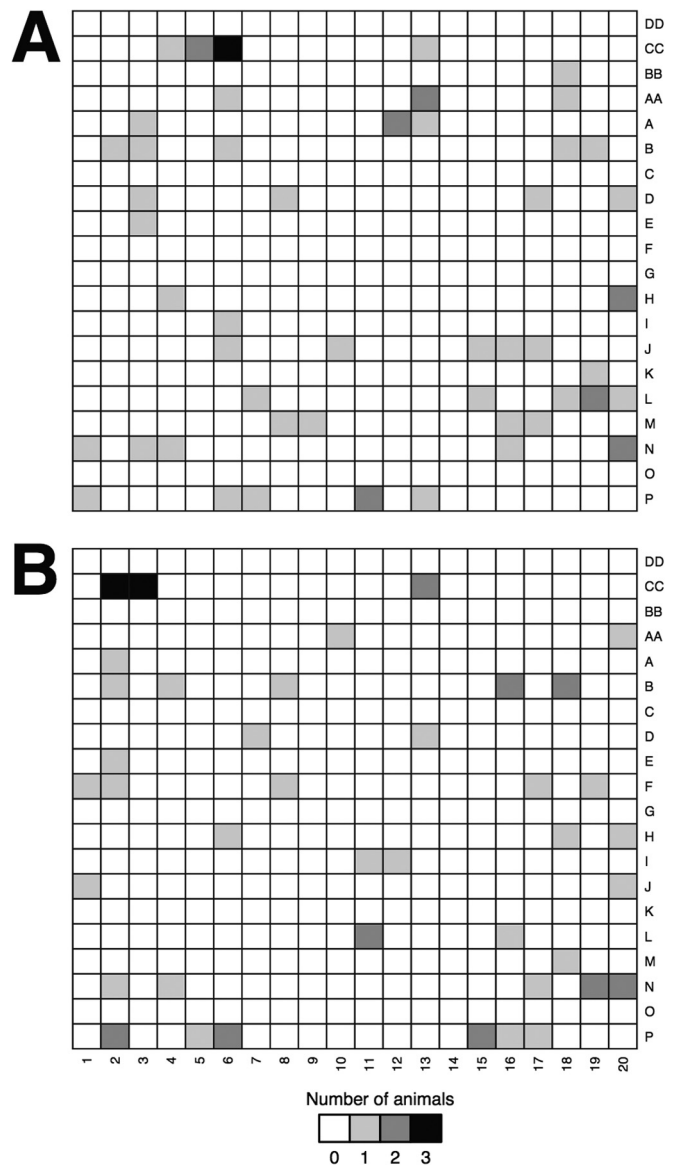 A
DD
CC
BB
AA
A
B
C
D
E
F
G
H
I
J
K
L
M
N
O
P
B
DD
CC
BB
AA
A
B
C
D
E
F
G
H
I
J
K
L
M
N
O
P
1 2 3 4 5 6 7 8 9 10 11 12 13 14 15 16 17 18 19 20
Number of animals
0 1 2 3